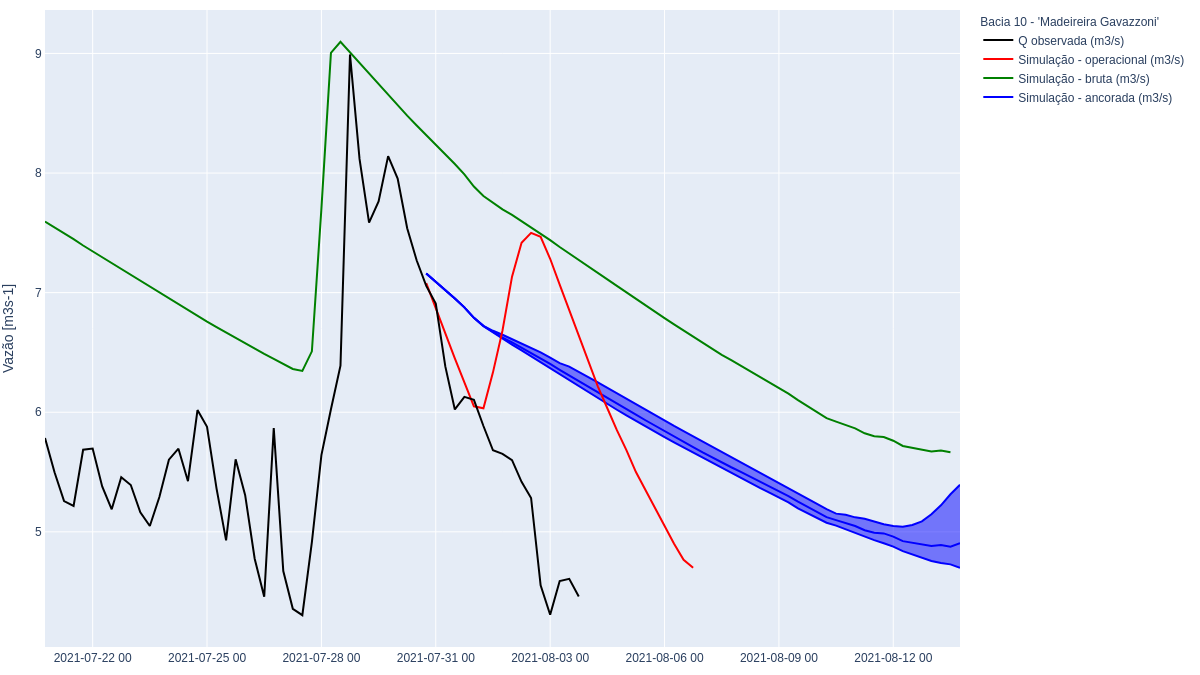 Bacia 10 - 'Madeireira Gavazzoni'
Q observada (m3/s)
Simulação - operacional (m3/s)
Simulação - bruta (m3/s)
Simulação - ancorada (m3/s)
Vazão [m3s-1]
9
8
7
6
5
2021-07-22 00
2021-07-25 00
2021-07-28 00
2021-07-31 00
2021-08-03 00
2021-08-06 00
2021-08-09 00
2021-08-12 00